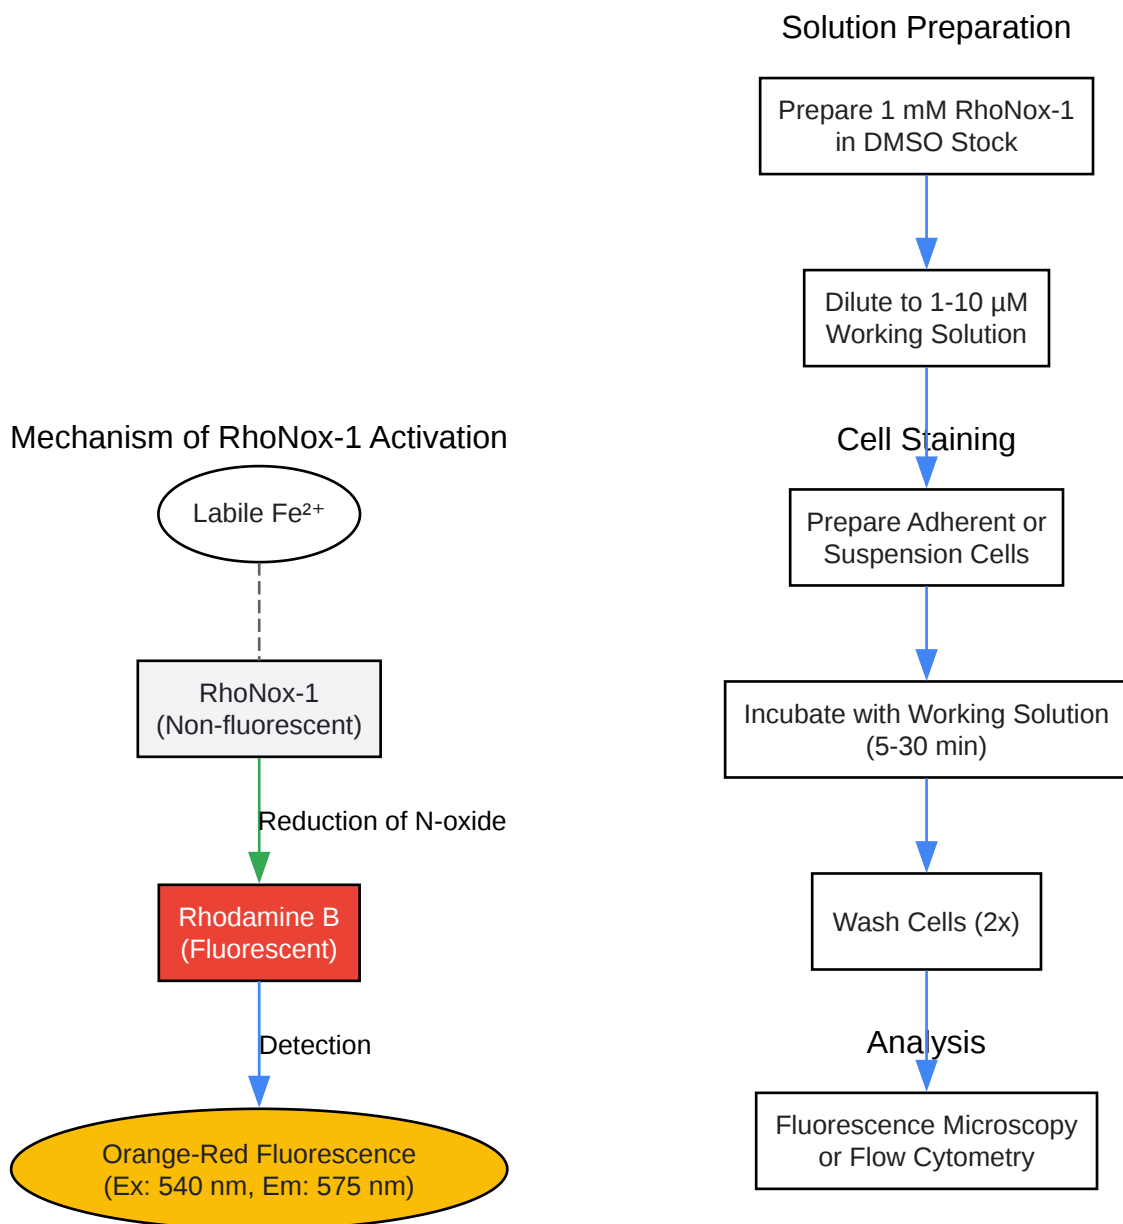 Mechanism of RhoNox-1 Activation
Labile Fe²⁺
RhoNox-1
(Non-fluorescent)
Reduction of N-oxide
Rhodamine B
(Fluorescent)
Detection
Orange-Red Fluorescence
(Ex: 540 nm, Em: 575 nm)
Solution Preparation
Prepare 1 mM RhoNox-1
in DMSO Stock
Dilute to 1-10 µM
Working Solution
Cell Staining
Prepare Adherent or
Suspension Cells
Incubate with Working Solution
(5-30 min)
Wash Cells (2x)
Analysis
Fluorescence Microscopy
or Flow Cytometry